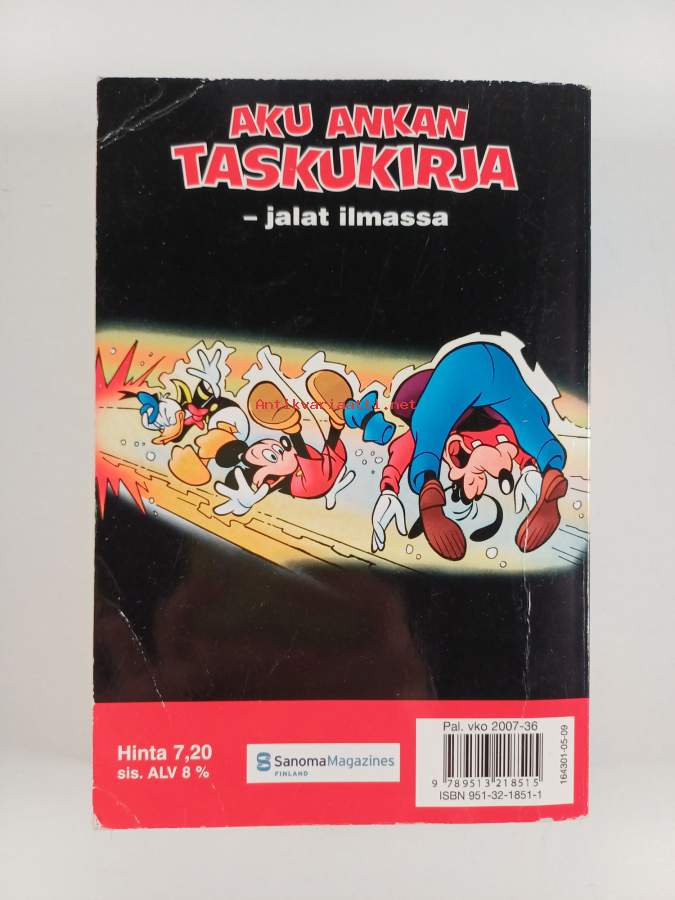 AKU ANKAN
TASKUKIRJA
– jalat ilmassa
Antikvariaatti.net
Hinta 7,20
sis. ALV 8 %
SanomaMagazines
FINLAND
Pal. vko 2007-36
9 789513 218515
ISBN 951-32-1851-1
164301-05-09